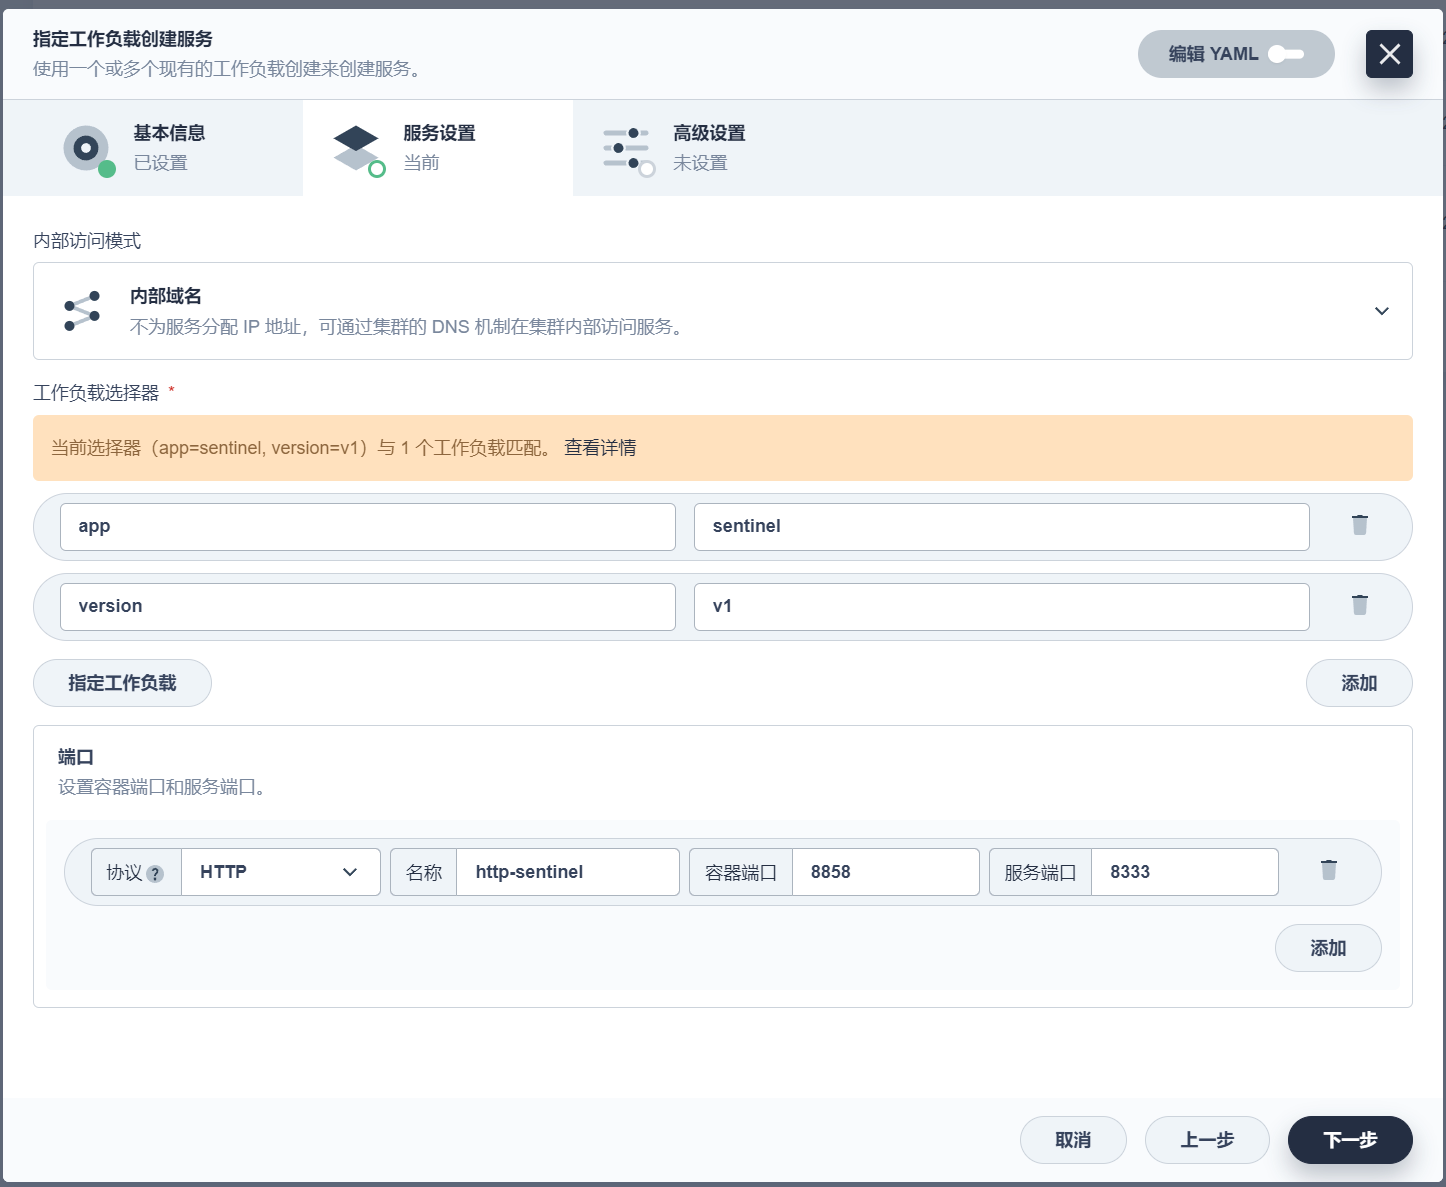 指定工作负载创建服务
使用一个或多个现有的工作负载创建来创建服务。
编辑 YAML
基本信息
已设置
服务设置
当前
高级设置
未设置
内部访问模式
内部域名
不为服务分配 IP 地址，可通过集群的 DNS 机制在集群内部访问服务。
工作负载选择器 *
当前选择器（app=sentinel, version=v1）与 1 个工作负载匹配。 查看详情
app sentinel
version v1
指定工作负载 添加
端口
设置容器端口和服务端口。
协议 ? HTTP 名称 http-sentinel 容器端口 8858 服务端口 8333
添加
取消 上一步 下一步